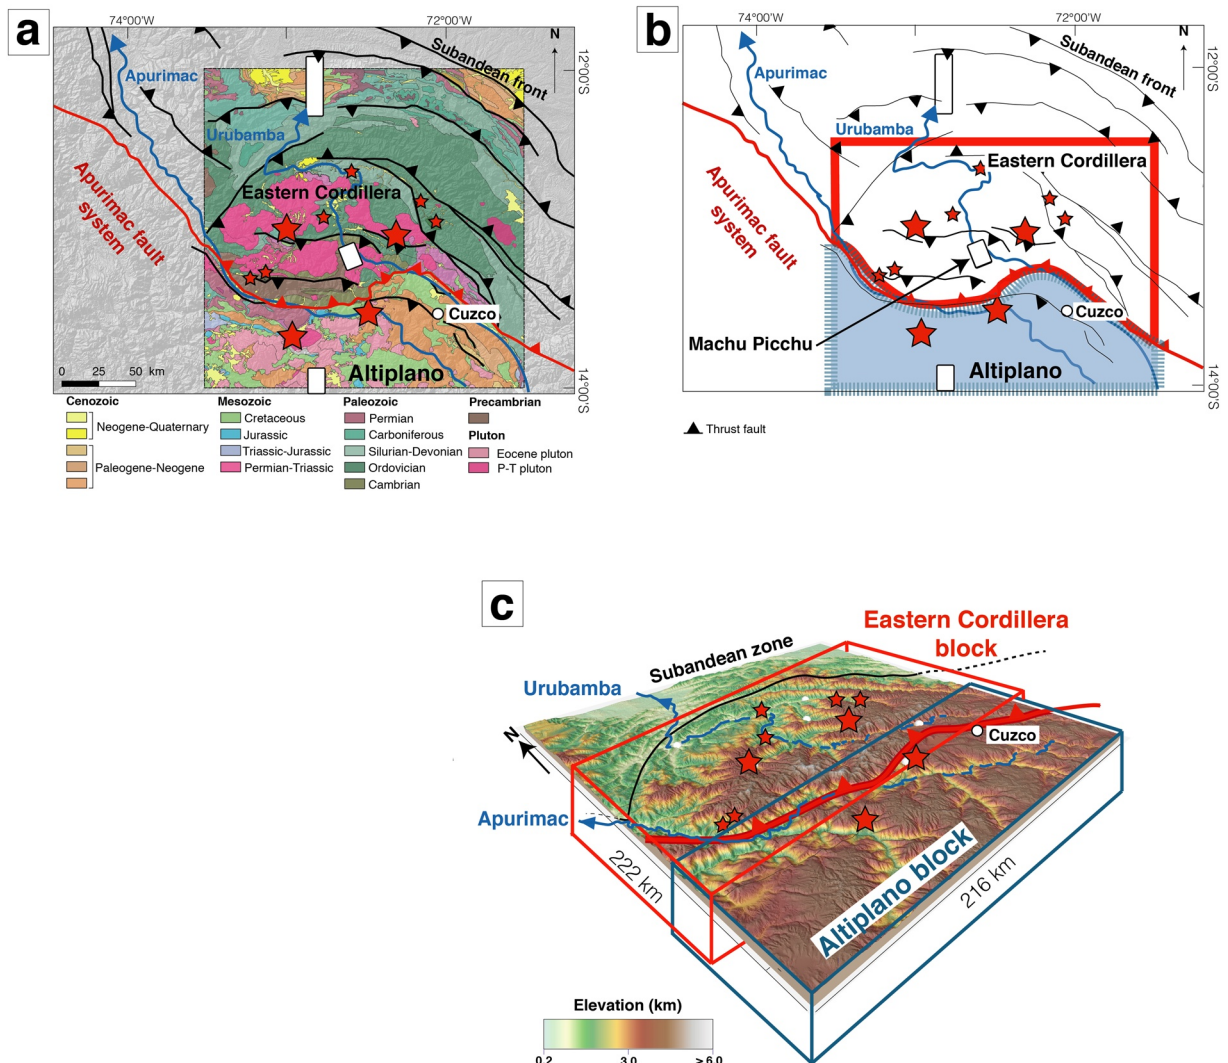 a
74°00'W
72°00'W
N
12°00'S
14°00'S
Subandean front
Apurimac
Urubamba
Eastern Cordillera
Apurimac fault
system
Cuzco
Altiplano
0 25 50 km
Cenozoic
Neogene-Quaternary
Paleogene-Neogene
Mesozoic
Cretaceous
Jurassic
Triassic-Jurassic
Permian-Triassic
Paleozoic
Permian
Carboniferous
Silurian-Devonian
Ordovician
Cambrian
Precambrian
Pluton
Eocene pluton
P-T pluton
b
74°00'W
72°00'W
N
12°00'S
14°00'S
Subandean front
Apurimac
Urubamba
Eastern Cordillera
Apurimac fault
system
Cuzco
Machu Picchu
Altiplano
Thrust fault
c
Eastern Cordillera
block
Subandean zone
Urubamba
N
Cuzco
Apurimac
222 km
Altiplano block
216 km
Elevation (km)
0.2 3.0 >6.0